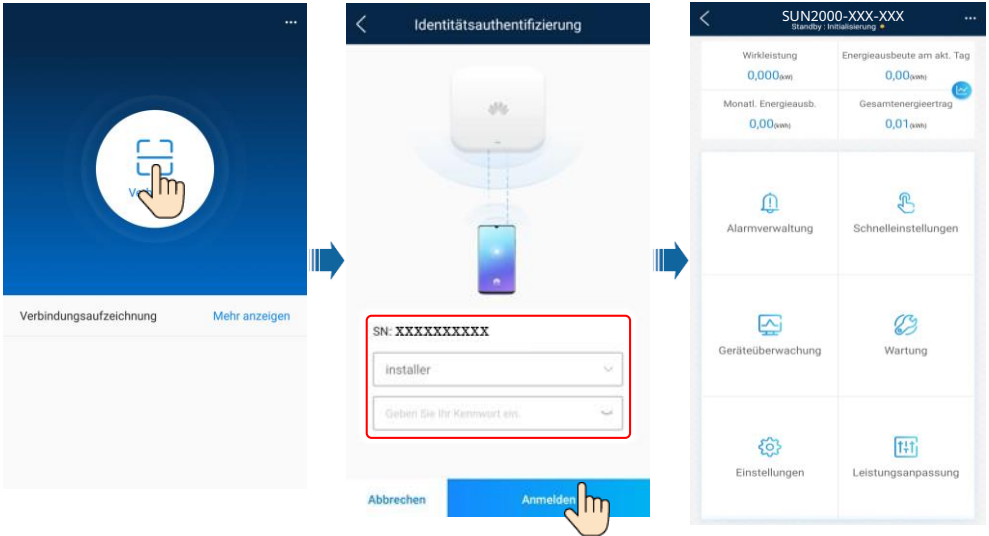 ...
Verbindungsaufzeichnung Mehr anzeigen
Identitätsauthentifizierung
SN: XXXXXXXXXX
installer
Geben Sie Ihr Kennwort ein.
Abbrechen Anmelden
SUN2000-XXX-XXX ...
Standby : Initialisierung
Wirkleistung Energieausbeute am akt. Tag
0,000(kW) 0,00(kWh)
Monatl. Energieausb. Gesamtenergieertrag
0,00(kWh) 0,01(kWh)
Alarmverwaltung Schnelleinstellungen
Geräteüberwachung Wartung
Einstellungen Leistungsanpassung